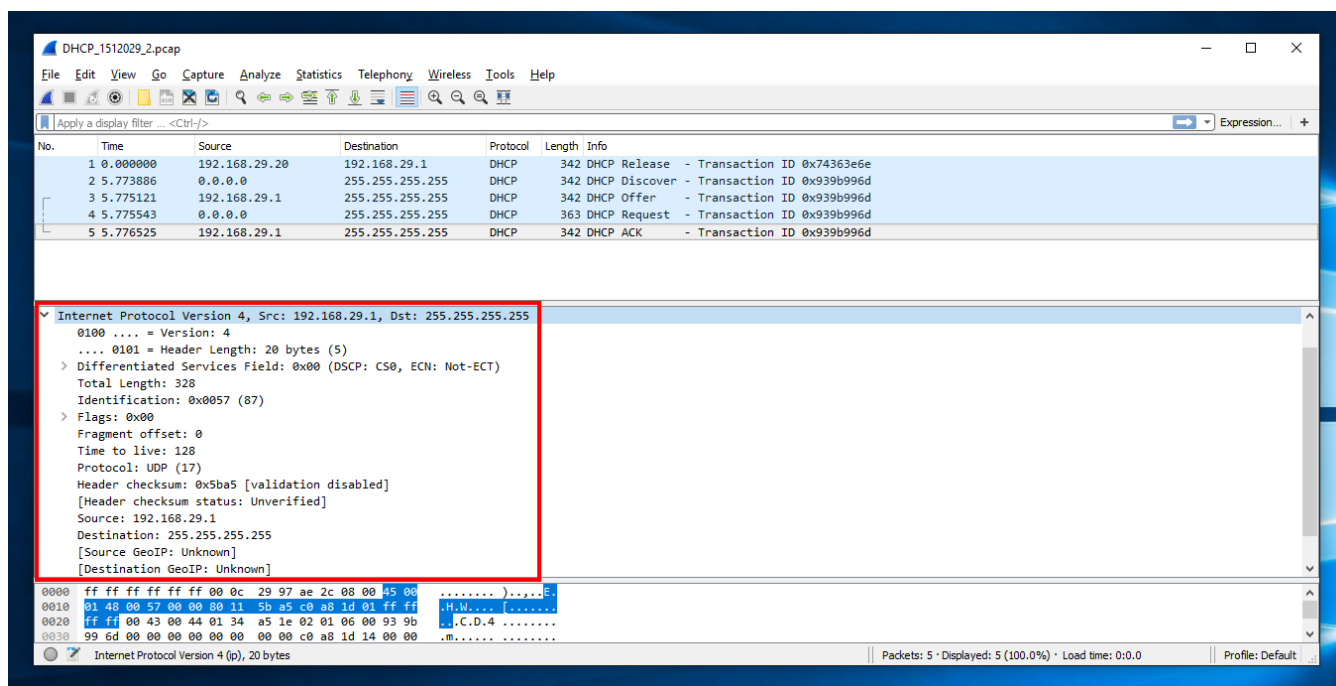 DHCP_1512029_2.pcap
File Edit View Go Capture Analyze Statistics Telephony Wireless Tools Help
Apply a display filter ... <Ctrl-/> Expression... +
No. Time Source Destination Protocol Length Info
1 0.000000 192.168.29.20 192.168.29.1 DHCP 342 DHCP Release - Transaction ID 0x74363e6e
2 5.773886 0.0.0.0 255.255.255.255 DHCP 342 DHCP Discover - Transaction ID 0x939b996d
3 5.775121 192.168.29.1 255.255.255.255 DHCP 342 DHCP Offer - Transaction ID 0x939b996d
4 5.775543 0.0.0.0 255.255.255.255 DHCP 363 DHCP Request - Transaction ID 0x939b996d
5 5.776525 192.168.29.1 255.255.255.255 DHCP 342 DHCP ACK - Transaction ID 0x939b996d
Internet Protocol Version 4, Src: 192.168.29.1, Dst: 255.255.255.255
0100 .... = Version: 4
.... 0101 = Header Length: 20 bytes (5)
Differentiated Services Field: 0x00 (DSCP: CS0, ECN: Not-ECT)
Total Length: 328
Identification: 0x0057 (87)
Flags: 0x00
Fragment offset: 0
Time to live: 128
Protocol: UDP (17)
Header checksum: 0x5ba5 [validation disabled]
[Header checksum status: Unverified]
Source: 192.168.29.1
Destination: 255.255.255.255
[Source GeoIP: Unknown]
[Destination GeoIP: Unknown]
0000 ff ff ff ff ff ff 00 0c 29 97 ae 2c 08 00 45 00 ........ )..,..E.
0010 01 48 00 57 00 00 80 11 5b a5 c0 a8 1d 01 ff ff .H.W.... [.......
0020 ff ff 00 43 00 44 01 34 a5 1e 02 01 06 00 93 9b ...C.D.4 ........
0030 99 6d 00 00 00 00 00 00 00 00 c0 a8 1d 14 00 00 .m...... ........
Internet Protocol Version 4 (ip), 20 bytes Packets: 5 · Displayed: 5 (100.0%) · Load time: 0:0.0 Profile: Default